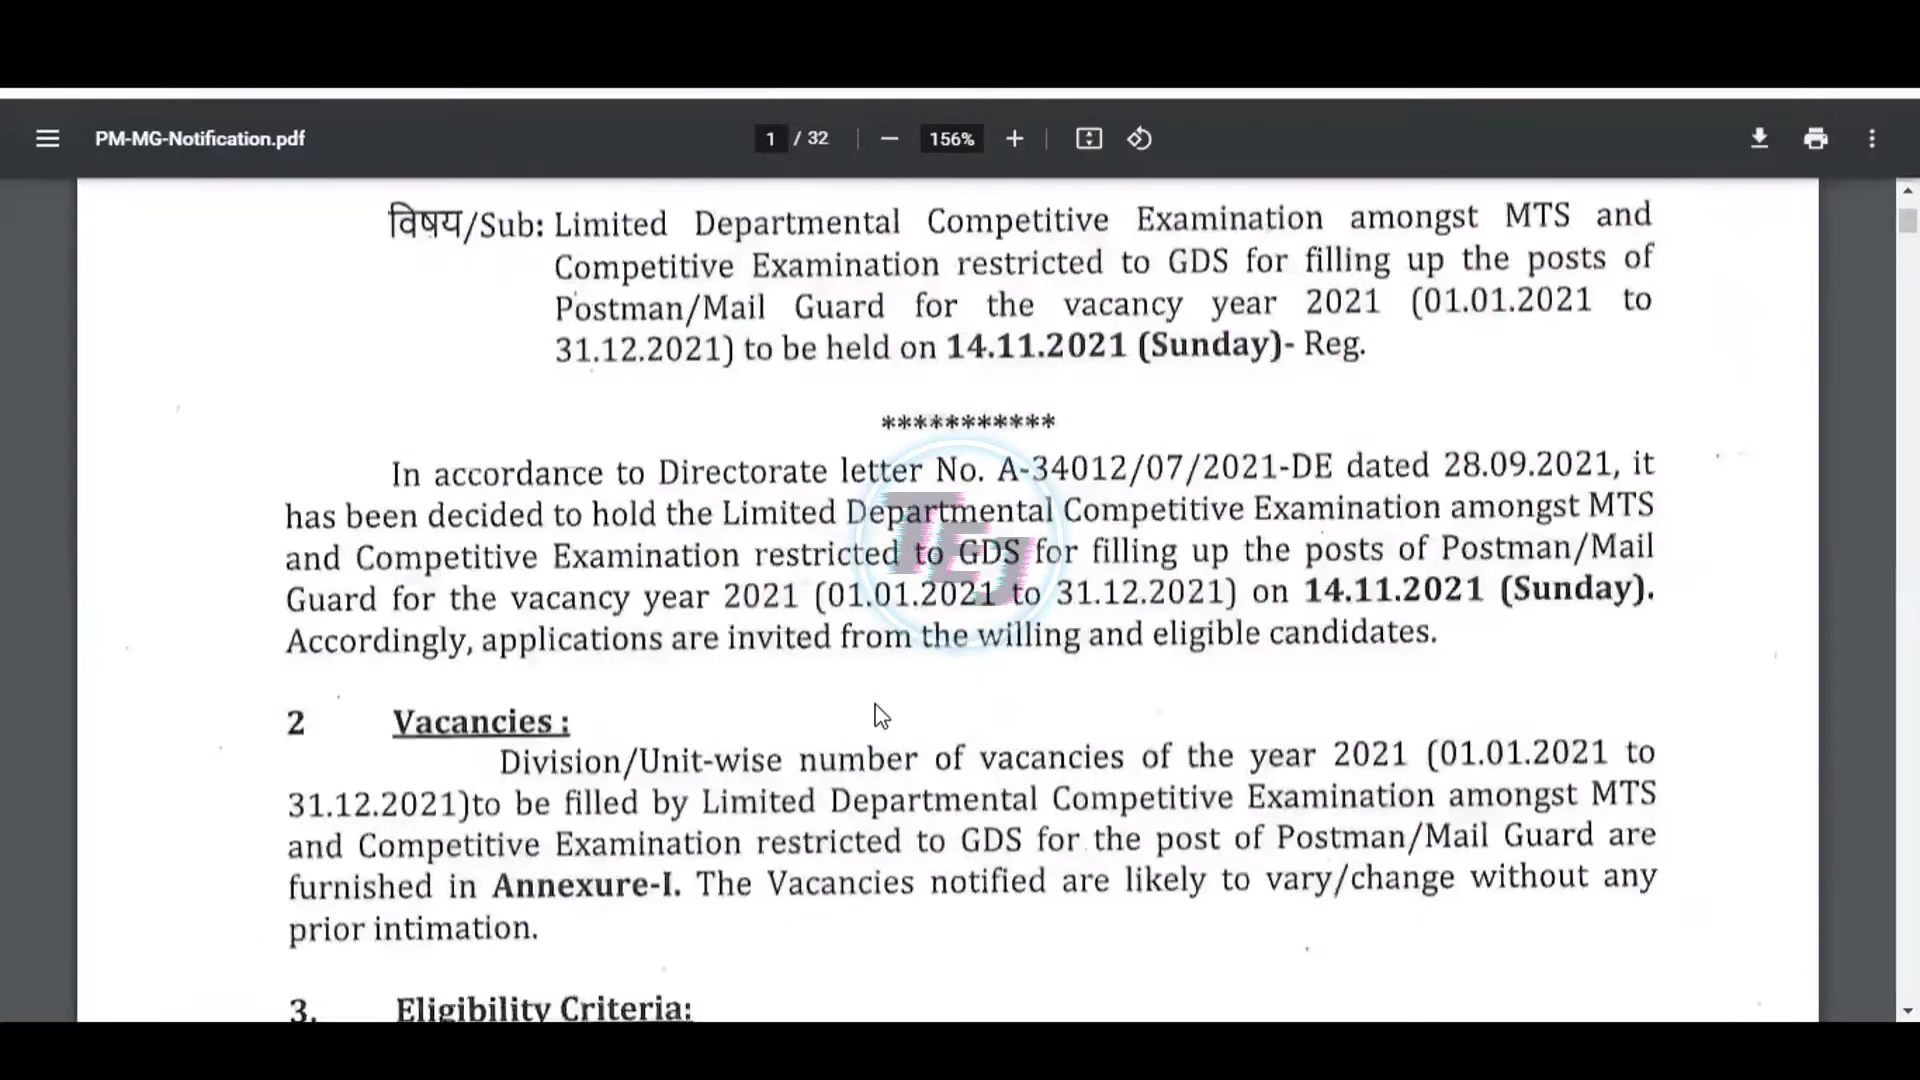 PM-MG-Notification.pdf
1 / 32
156%
विषय/Sub: Limited Departmental Competitive Examination amongst MTS and
Competitive Examination restricted to GDS for filling up the posts of
Postman/Mail Guard for the vacancy year 2021 (01.01.2021 to
31.12.2021) to be held on 14.11.2021 (Sunday)- Reg.
***********
In accordance to Directorate letter No. A-34012/07/2021-DE dated 28.09.2021, it
has been decided to hold the Limited Departmental Competitive Examination amongst MTS
and Competitive Examination restricted to GDS for filling up the posts of Postman/Mail
Guard for the vacancy year 2021 (01.01.2021 to 31.12.2021) on 14.11.2021 (Sunday).
Accordingly, applications are invited from the willing and eligible candidates.
TEJ
2 Vacancies :
Division/Unit-wise number of vacancies of the year 2021 (01.01.2021 to
31.12.2021)to be filled by Limited Departmental Competitive Examination amongst MTS
and Competitive Examination restricted to GDS for the post of Postman/Mail Guard are
furnished in Annexure-I. The Vacancies notified are likely to vary/change without any
prior intimation.
3. Eligibility Criteria: